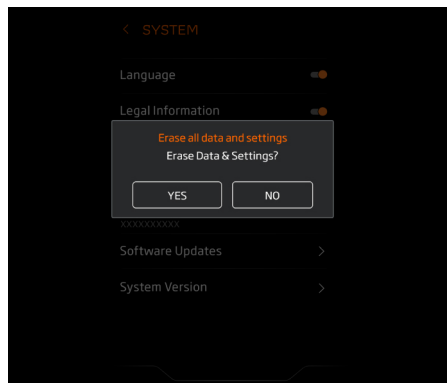 SYSTEM
Language
Legal Information
Erase all data and settings
Erase Data & Settings?
YES
NO
XXXXXXXXXX
Software Updates
System Version